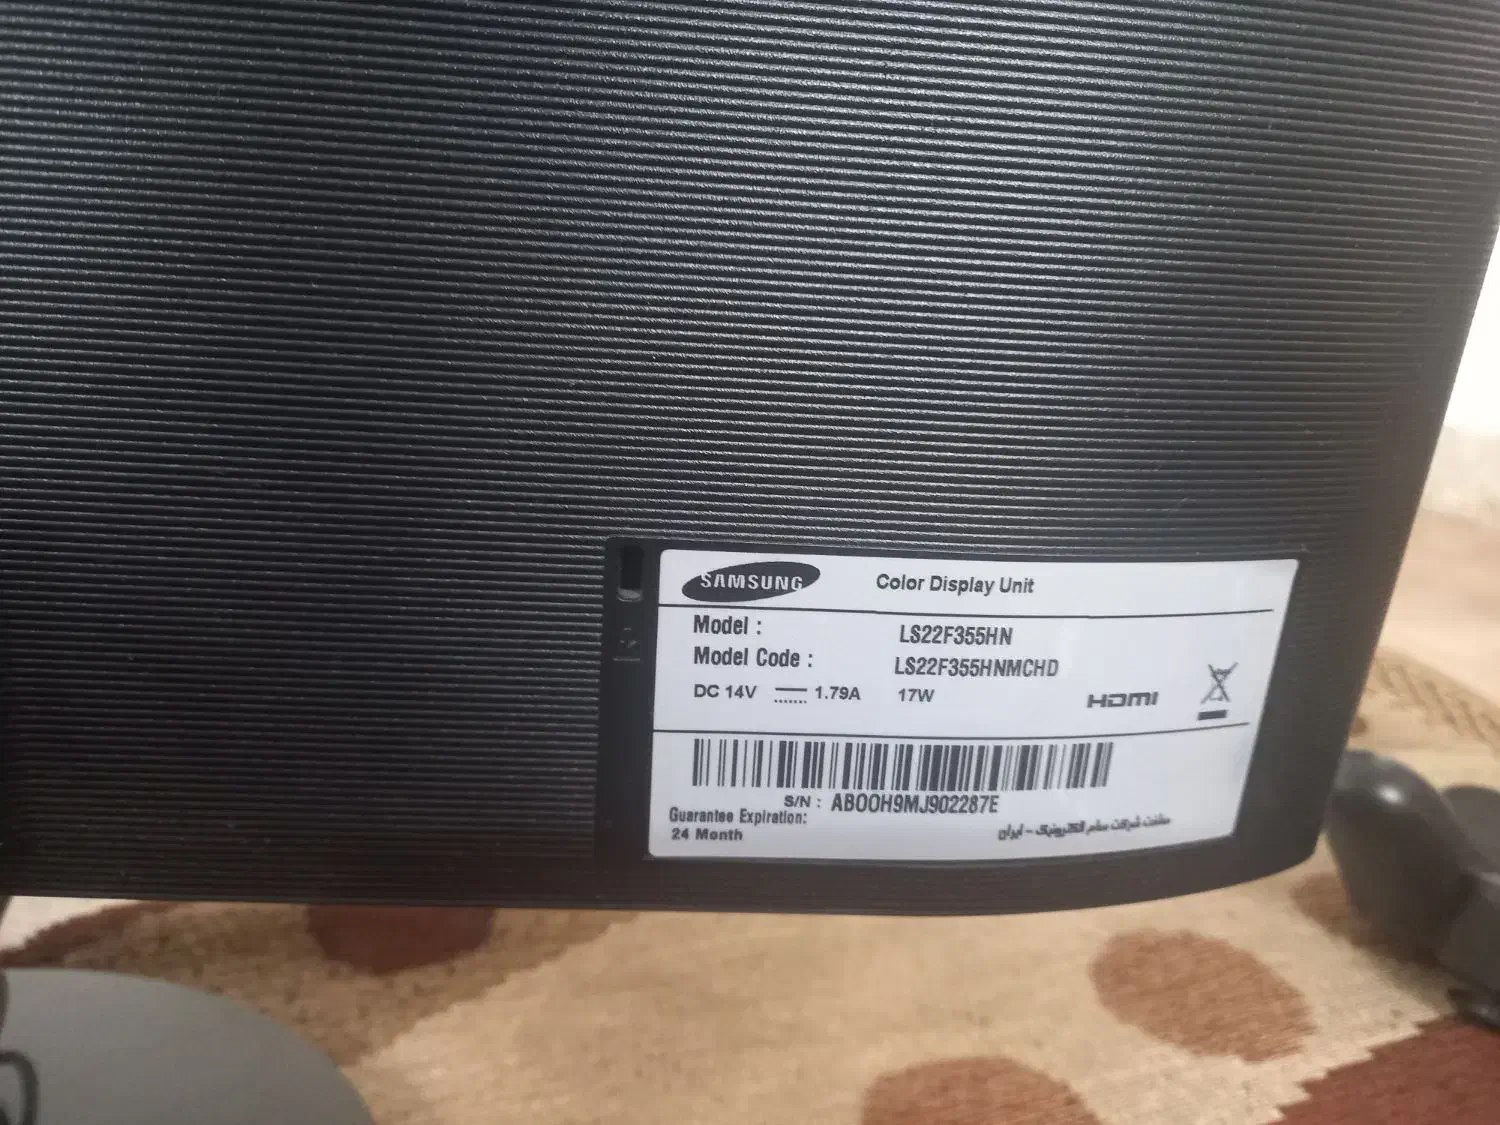 SAMSUNG Color Display Unit
Model : LS22F355HN
Model Code : LS22F355HNMCHD
DC 14V 1.79A 17W HDMI
S/N : AB00H9MJ902287E
Guarantee Expiration:
24 Month
ساخت شرکت سام الکترونیک - ایران